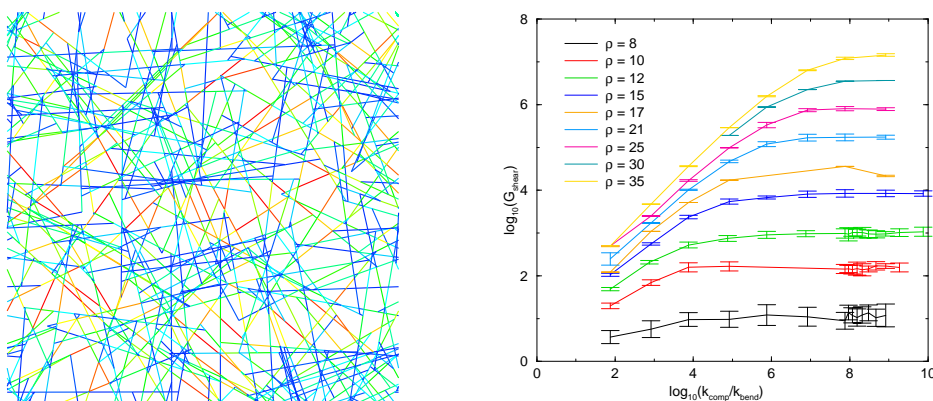 8
6
4
2
0
log10(Gshear)
ρ = 8
ρ = 10
ρ = 12
ρ = 15
ρ = 17
ρ = 21
ρ = 25
ρ = 30
ρ = 35
0 2 4 6 8 10
log10(kcomp/kbend)